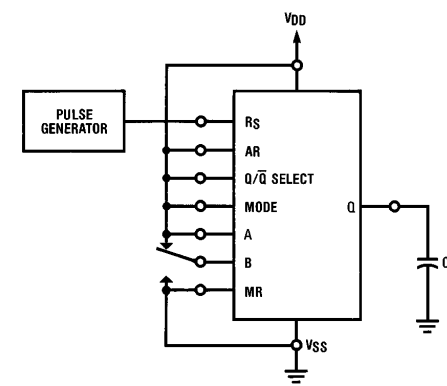 VDD
PULSE
GENERATOR
RS
AR
Q/Q̅ SELECT
MODE
Q
A
B
MR
VSS